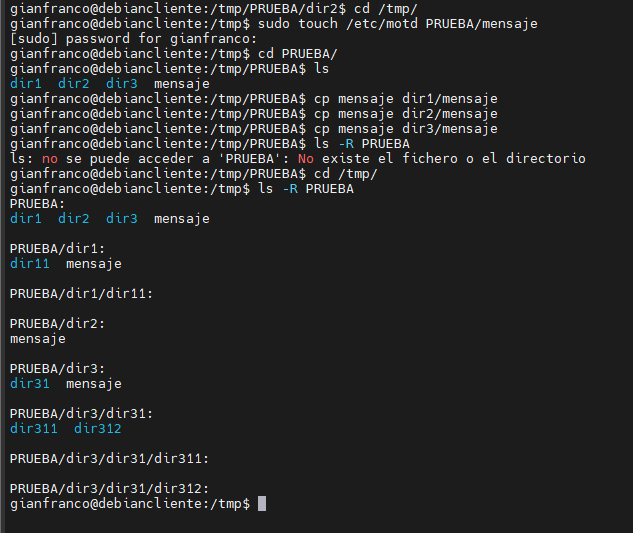 gianfranco@debiancliente:/tmp/PRUEBA/dir2$ cd /tmp/
gianfranco@debiancliente:/tmp$ sudo touch /etc/motd PRUEBA/mensaje
[sudo] password for gianfranco:
gianfranco@debiancliente:/tmp$ cd PRUEBA/
gianfranco@debiancliente:/tmp/PRUEBA$ ls
dir1  dir2  dir3  mensaje
gianfranco@debiancliente:/tmp/PRUEBA$ cp mensaje dir1/mensaje
gianfranco@debiancliente:/tmp/PRUEBA$ cp mensaje dir2/mensaje
gianfranco@debiancliente:/tmp/PRUEBA$ cp mensaje dir3/mensaje
gianfranco@debiancliente:/tmp/PRUEBA$ ls -R PRUEBA
ls: no se puede acceder a 'PRUEBA': No existe el fichero o el directorio
gianfranco@debiancliente:/tmp/PRUEBA$ cd /tmp/
gianfranco@debiancliente:/tmp$ ls -R PRUEBA
PRUEBA:
dir1  dir2  dir3  mensaje

PRUEBA/dir1:
dir11  mensaje

PRUEBA/dir1/dir11:

PRUEBA/dir2:
mensaje

PRUEBA/dir3:
dir31  mensaje

PRUEBA/dir3/dir31:
dir311  dir312

PRUEBA/dir3/dir31/dir311:

PRUEBA/dir3/dir31/dir312:
gianfranco@debiancliente:/tmp$